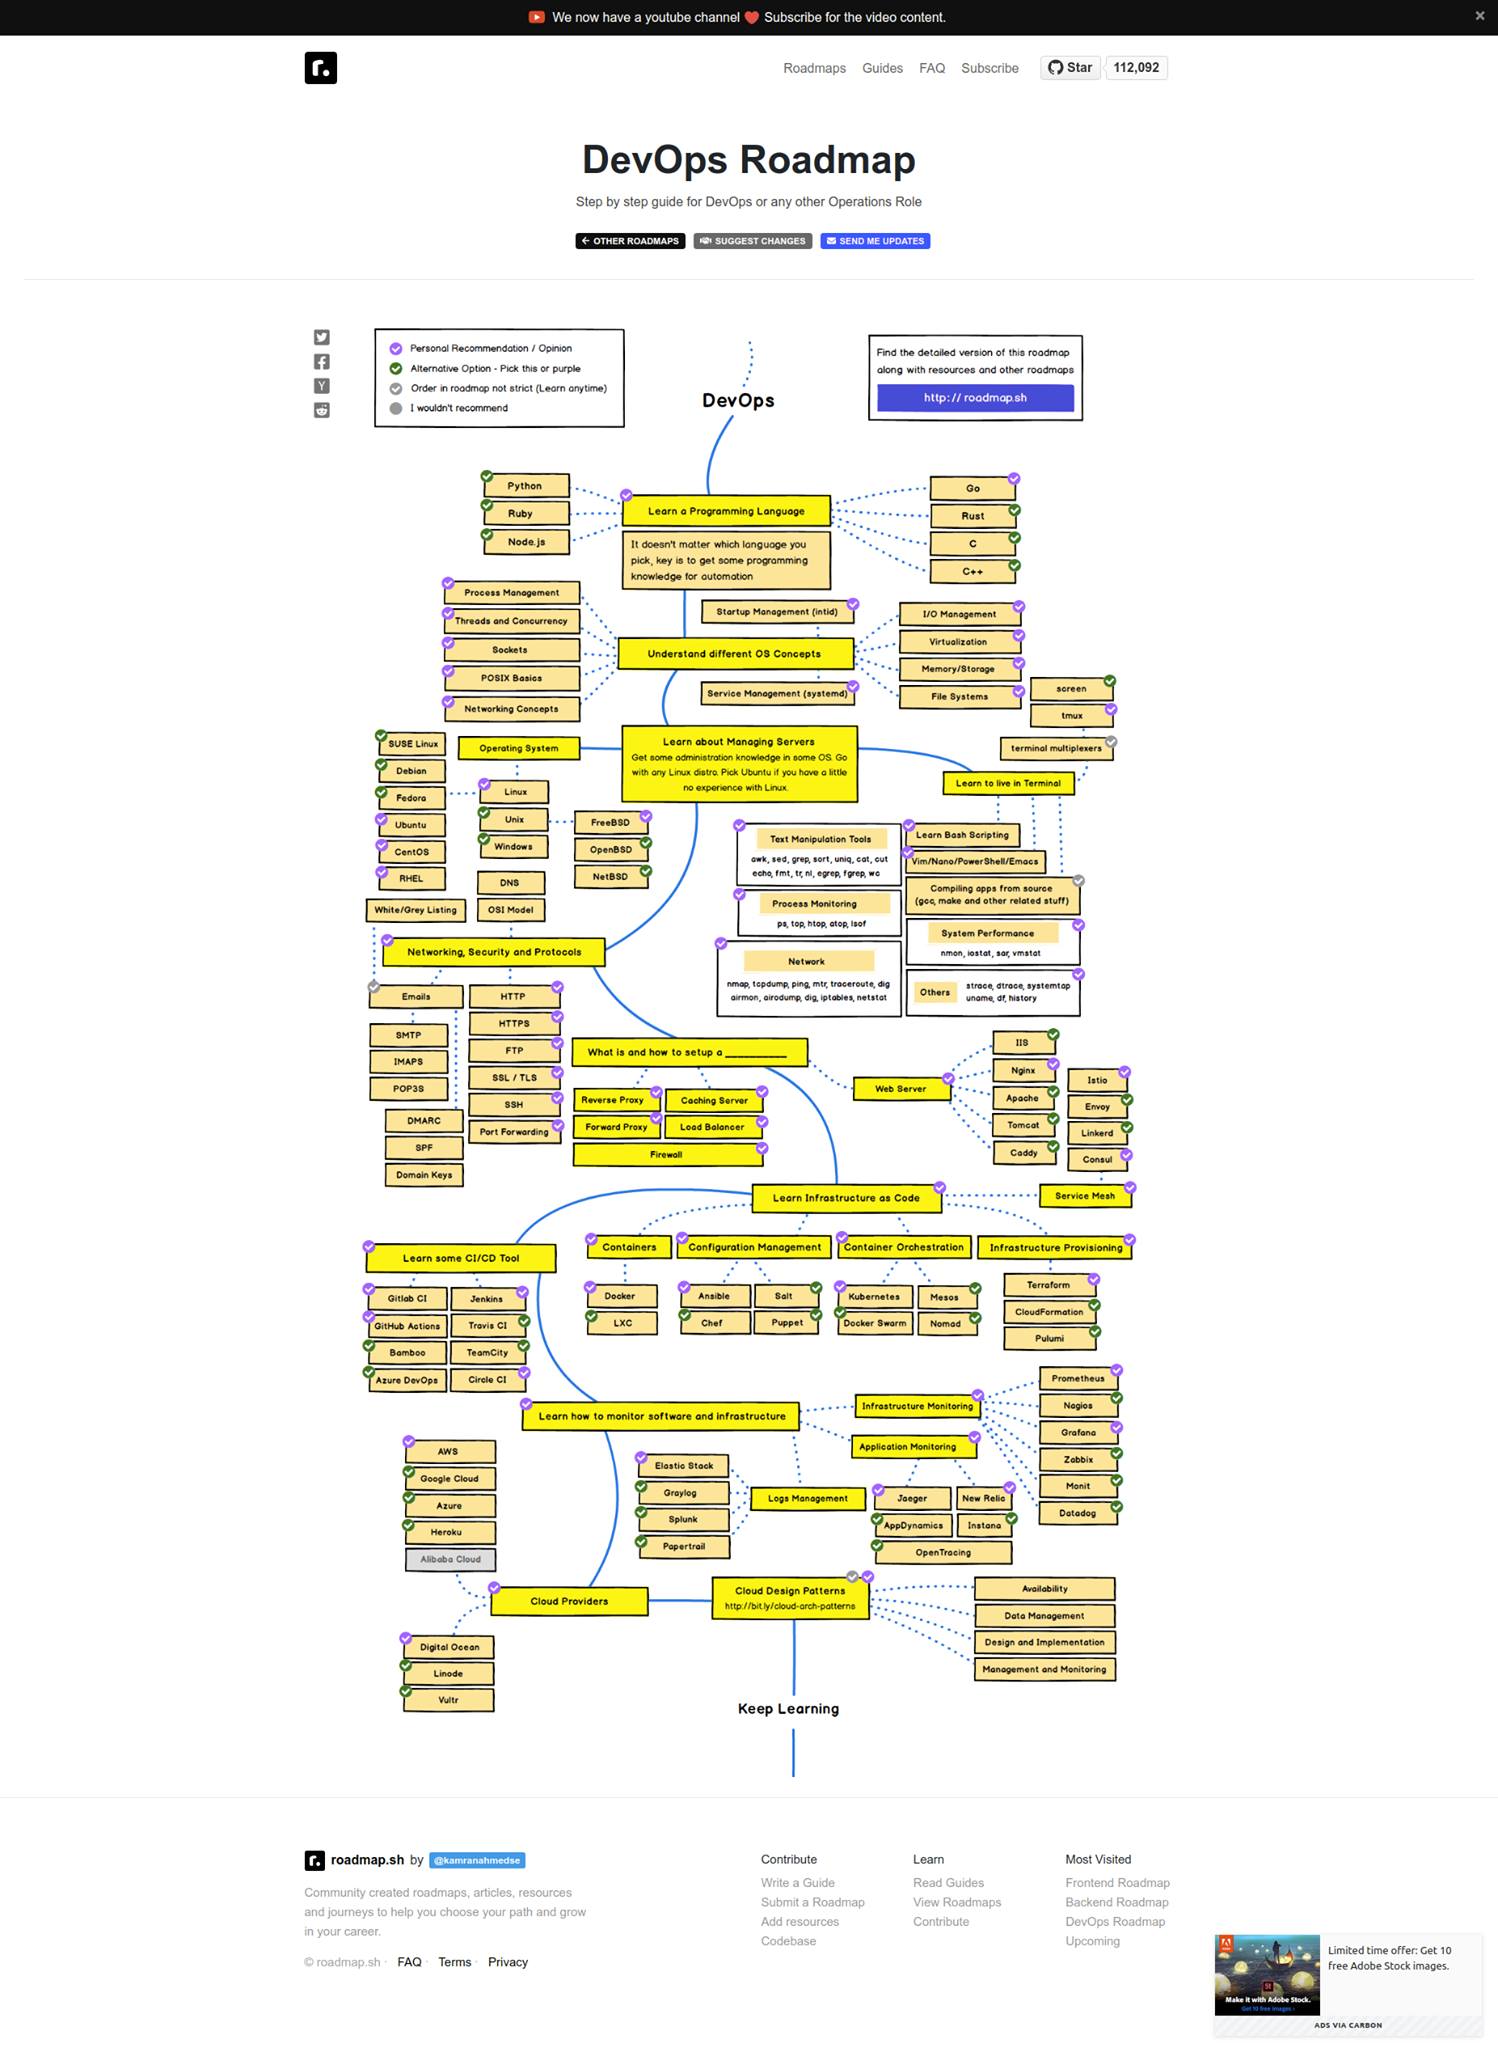 We now have a youtube channel ❤️ Subscribe for the video content.
×
r.
Roadmaps Guides FAQ Subscribe Star 112,092
DevOps Roadmap
Step by step guide for DevOps or any other Operations Role
OTHER ROADMAPS SUGGEST CHANGES SEND ME UPDATES
Personal Recommendation / Opinion
Alternative Option - Pick this or purple
Order in roadmap not strict (Learn anytime)
I wouldn't recommend
Find the detailed version of this roadmap
along with resources and other roadmaps
http://roadmap.sh
DevOps
Python
Ruby
Node.js
Learn a Programming Language
It doesn't matter which language you
pick, key is to get some programming
knowledge for automation
Go
Rust
C
C++
Process Management
Threads and Concurrency
Sockets
POSIX Basics
Networking Concepts
Startup Management (intid)
Understand different OS Concepts
Service Management (systemd)
I/O Management
Virtualization
Memory/Storage
File Systems
screen
tmux
terminal multiplexers
Learn to live in Terminal
Learn about Managing Servers
Get some administration knowledge in some OS. Go
with any Linux distro. Pick Ubuntu if you have a little
no experience with Linux.
Operating System
SUSE Linux
Debian
Fedora
Ubuntu
CentOS
RHEL
Linux
Unix
Windows
FreeBSD
OpenBSD
NetBSD
DNS
OSI Model
White/Grey Listing
Text Manipulation Tools
awk, sed, grep, sort, uniq, cat, cut
echo, fmt, tr, nl, egrep, fgrep, wc
Process Monitoring
ps, top, htop, atop, lsof
Network
nmap, tcpdump, ping, mtr, traceroute, dig
airmon, airodump, dig, iptables, netstat
Learn Bash Scripting
Vim/Nano/PowerShell/Emacs
Compiling apps from source
(gcc, make and other related stuff)
System Performance
nmon, iostat, sar, vmstat
Others
strace, dtrace, systemtap
uname, df, history
Networking, Security and Protocols
Emails
SMTP
IMAPS
POP3S
DMARC
SPF
Domain Keys
HTTP
HTTPS
FTP
SSL / TLS
SSH
Port Forwarding
What is and how to setup a ___________
Reverse Proxy
Caching Server
Forward Proxy
Load Balancer
Firewall
Web Server
IIS
Nginx
Apache
Tomcat
Caddy
Istio
Envoy
Linkerd
Consul
Service Mesh
Learn Infrastructure as Code
Containers
Configuration Management
Container Orchestration
Infrastructure Provisioning
Docker
LXC
Ansible
Salt
Chef
Puppet
Kubernetes
Mesos
Docker Swarm
Nomad
Terraform
CloudFormation
Pulumi
Learn some CI/CD Tool
Gitlab CI
Jenkins
GitHub Actions
Travis CI
Bamboo
TeamCity
Azure DevOps
Circle CI
Learn how to monitor software and infrastructure
Infrastructure Monitoring
Application Monitoring
Prometheus
Nagios
Grafana
Zabbix
Monit
Datadog
Elastic Stack
Graylog
Splunk
Papertrail
Logs Management
Jaeger
New Relic
AppDynamics
Instana
OpenTracing
AWS
Google Cloud
Azure
Heroku
Alibaba Cloud
Cloud Providers
Digital Ocean
Linode
Vultr
Cloud Design Patterns
http://bit.ly/cloud-arch-patterns
Availability
Data Management
Design and Implementation
Management and Monitoring
Keep Learning
r. roadmap.sh by @kamranahmedse
Community created roadmaps, articles, resources
and journeys to help you choose your path and grow
in your career.
© roadmap.sh · FAQ · Terms · Privacy
Contribute
Write a Guide
Submit a Roadmap
Add resources
Codebase
Learn
Read Guides
View Roadmaps
Contribute
Most Visited
Frontend Roadmap
Backend Roadmap
DevOps Roadmap
Upcoming
St
Make it with Adobe Stock.
Get 10 free images ›
Limited time offer: Get 10
free Adobe Stock images.
ADS VIA CARBON